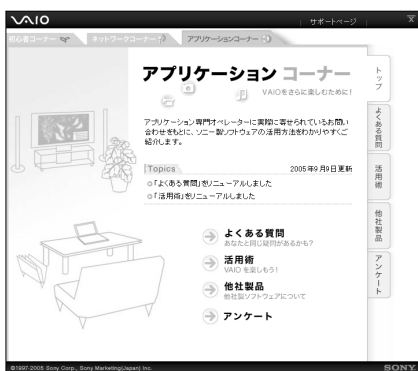 VAIO
サポートページ
初心者コーナー
ネットワークコーナー
アプリケーションコーナー
アプリケーション コーナー
VAIOをさらに楽しむために!
アプリケーション専門オペレーターに実際に寄せられているお問い
合わせをもとに、ソニー製ソフトウェアの活用方法をわかりやすくご
紹介します。
Topics
2005年9月9日更新
「よくある質問」をリニューアルしました
「活用術」をリニューアルしました
よくある質問
あなたと同じ疑問があるかも?
活用術
VAIO を楽しもう!
他社製品
他社製ソフトウェアについて
アンケート
トップ
よくある質問
活用術
他社製品
アンケート
©1997-2005 Sony Corp., Sony Marketing(Japan) Inc.
SONY